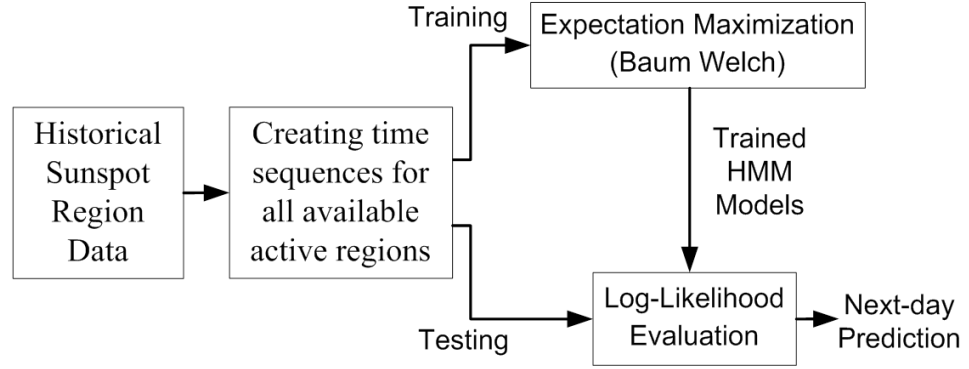 Historical
Sunspot
Region
Data
Creating time
sequences for
all available
active regions
Training
Expectation Maximization
(Baum Welch)
Trained
HMM
Models
Testing
Log-Likelihood
Evaluation
Next-day
Prediction